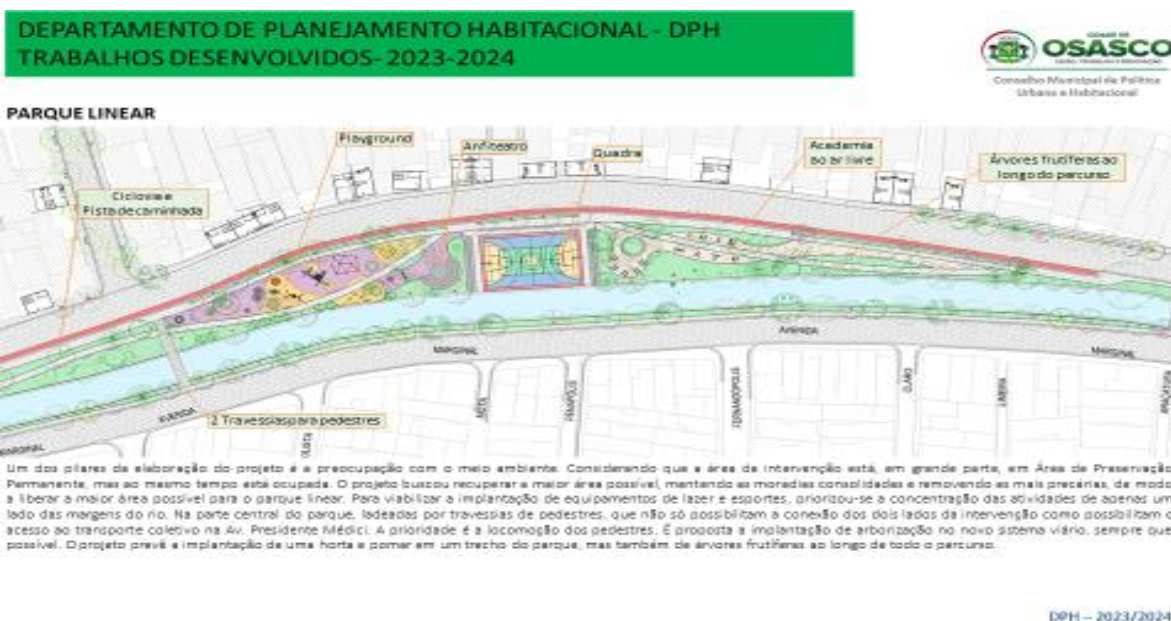 DEPARTAMENTO DE PLANEJAMENTO HABITACIONAL - DPH
TRABALHOS DESENVOLVIDOS- 2023-2024
CIDADE DE
OSASCO
Conselho Municipal de Política
Urbana e Habitacional
PARQUE LINEAR
Playground
Anfiteatro
Quadra
Academia
ao ar livre
Árvores frutíferas ao
longo do percurso
Ciclovia e
Pista de caminhada
MARGINAL
AVENIDA
MARGINAL
2 Travessias para pedestres
AVENIDA
MARGINAL
Um dos pilares da elaboração do projeto é a preocupação com o meio ambiente. Considerando que a área de intervenção está, em grande parte, em Área de Preservação
Permanente, mas ao mesmo tempo está ocupada. O projeto buscou recuperar a maior área possível, mantendo as moradias consolidadas e removendo as mais precárias, de modo
a liberar a maior área possível para o parque linear. Para viabilizar a implantação de equipamentos de lazer e esportes, priorizou-se a concentração das atividades de apenas um
lado das margens do rio. Na parte central do parque, ladeadas por travessias de pedestres, que não só possibilitam a conexão dos dois lados da intervenção como possibilitam o
acesso ao transporte coletivo na Av. Presidente Médici. A prioridade é a locomoção dos pedestres. É proposta a implantação de arborização no novo sistema viário, sempre que
possível. O projeto prevê a implantação de uma horta e pomar em um trecho do parque, mas também de árvores frutíferas ao longo de todo o percurso.
DPH – 2023/2024